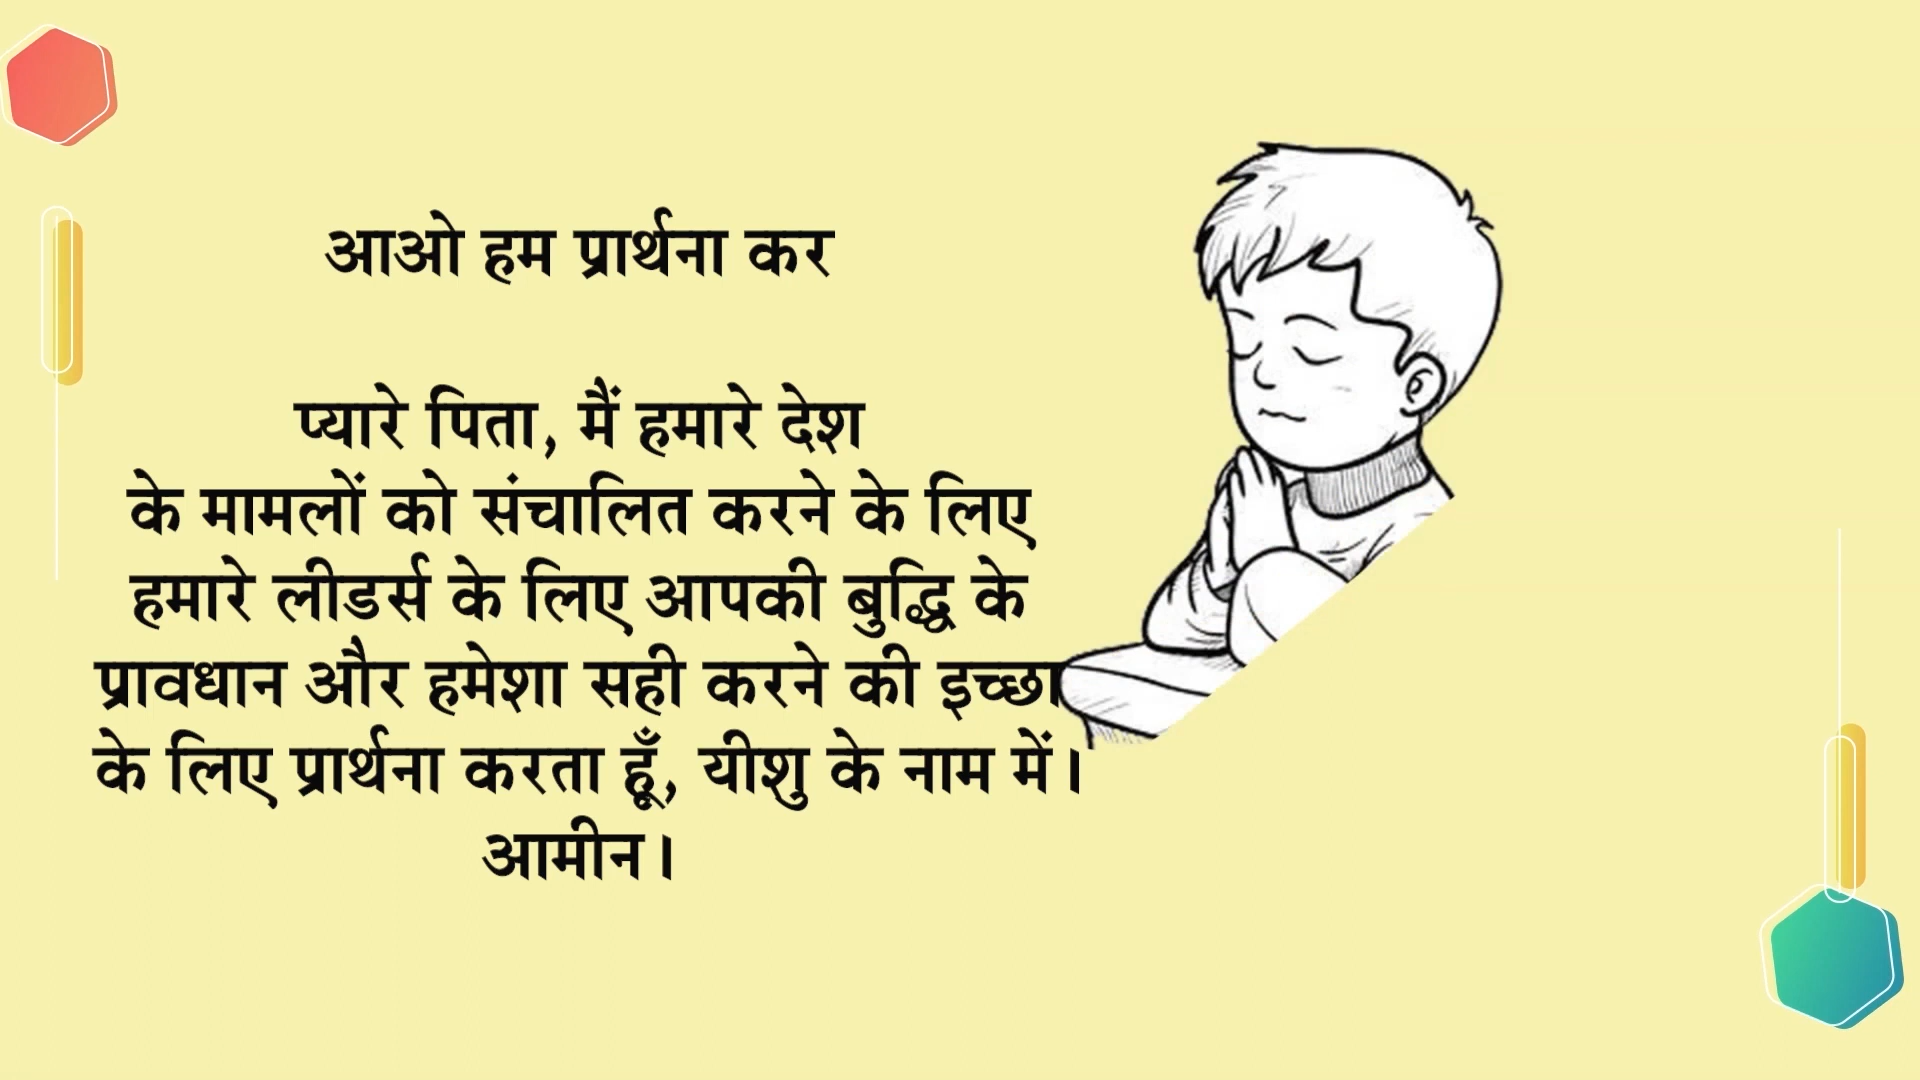 आओ हम प्रार्थना कर
प्यारे पिता, मैं हमारे देश
के मामलों को संचालित करने के लिए
हमारे लीडर्स के लिए आपकी बुद्धि के
प्रावधान और हमेशा सही करने की इच्छा
के लिए प्रार्थना करता हूँ, यीशु के नाम में।
आमीन।